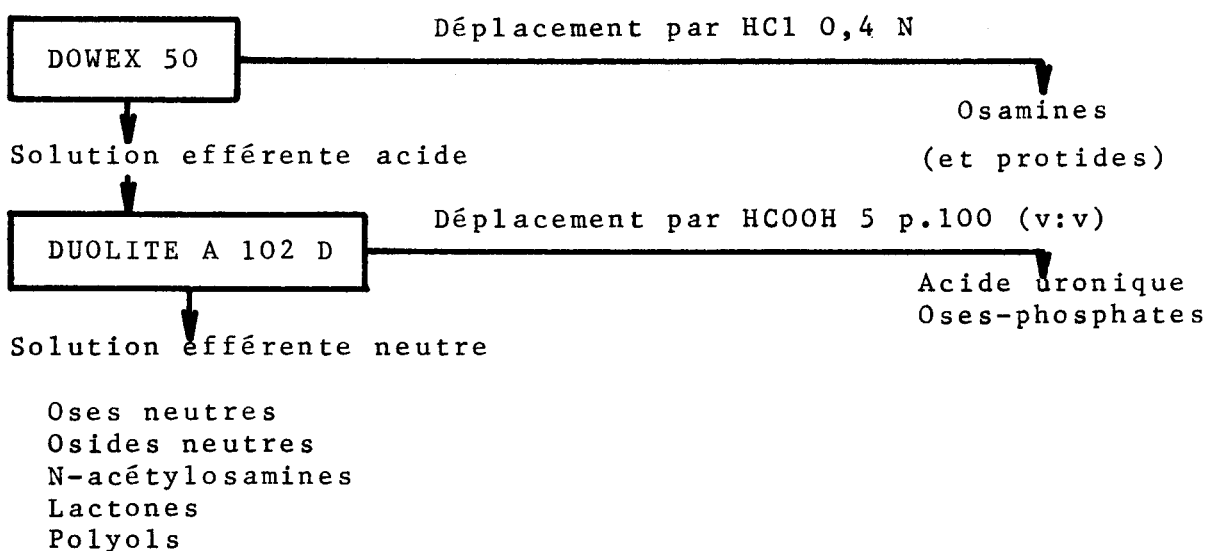 Déplacement par HCl 0,4 N
DOWEX 50
Osamines
(et protides)
Solution efférente acide
Déplacement par HCOOH 5 p.100 (v:v)
DUOLITE A 102 D
Acide uronique
Oses-phosphates
Solution efférente neutre
Oses neutres
Osides neutres
N-acétylosamines
Lactones
Polyols